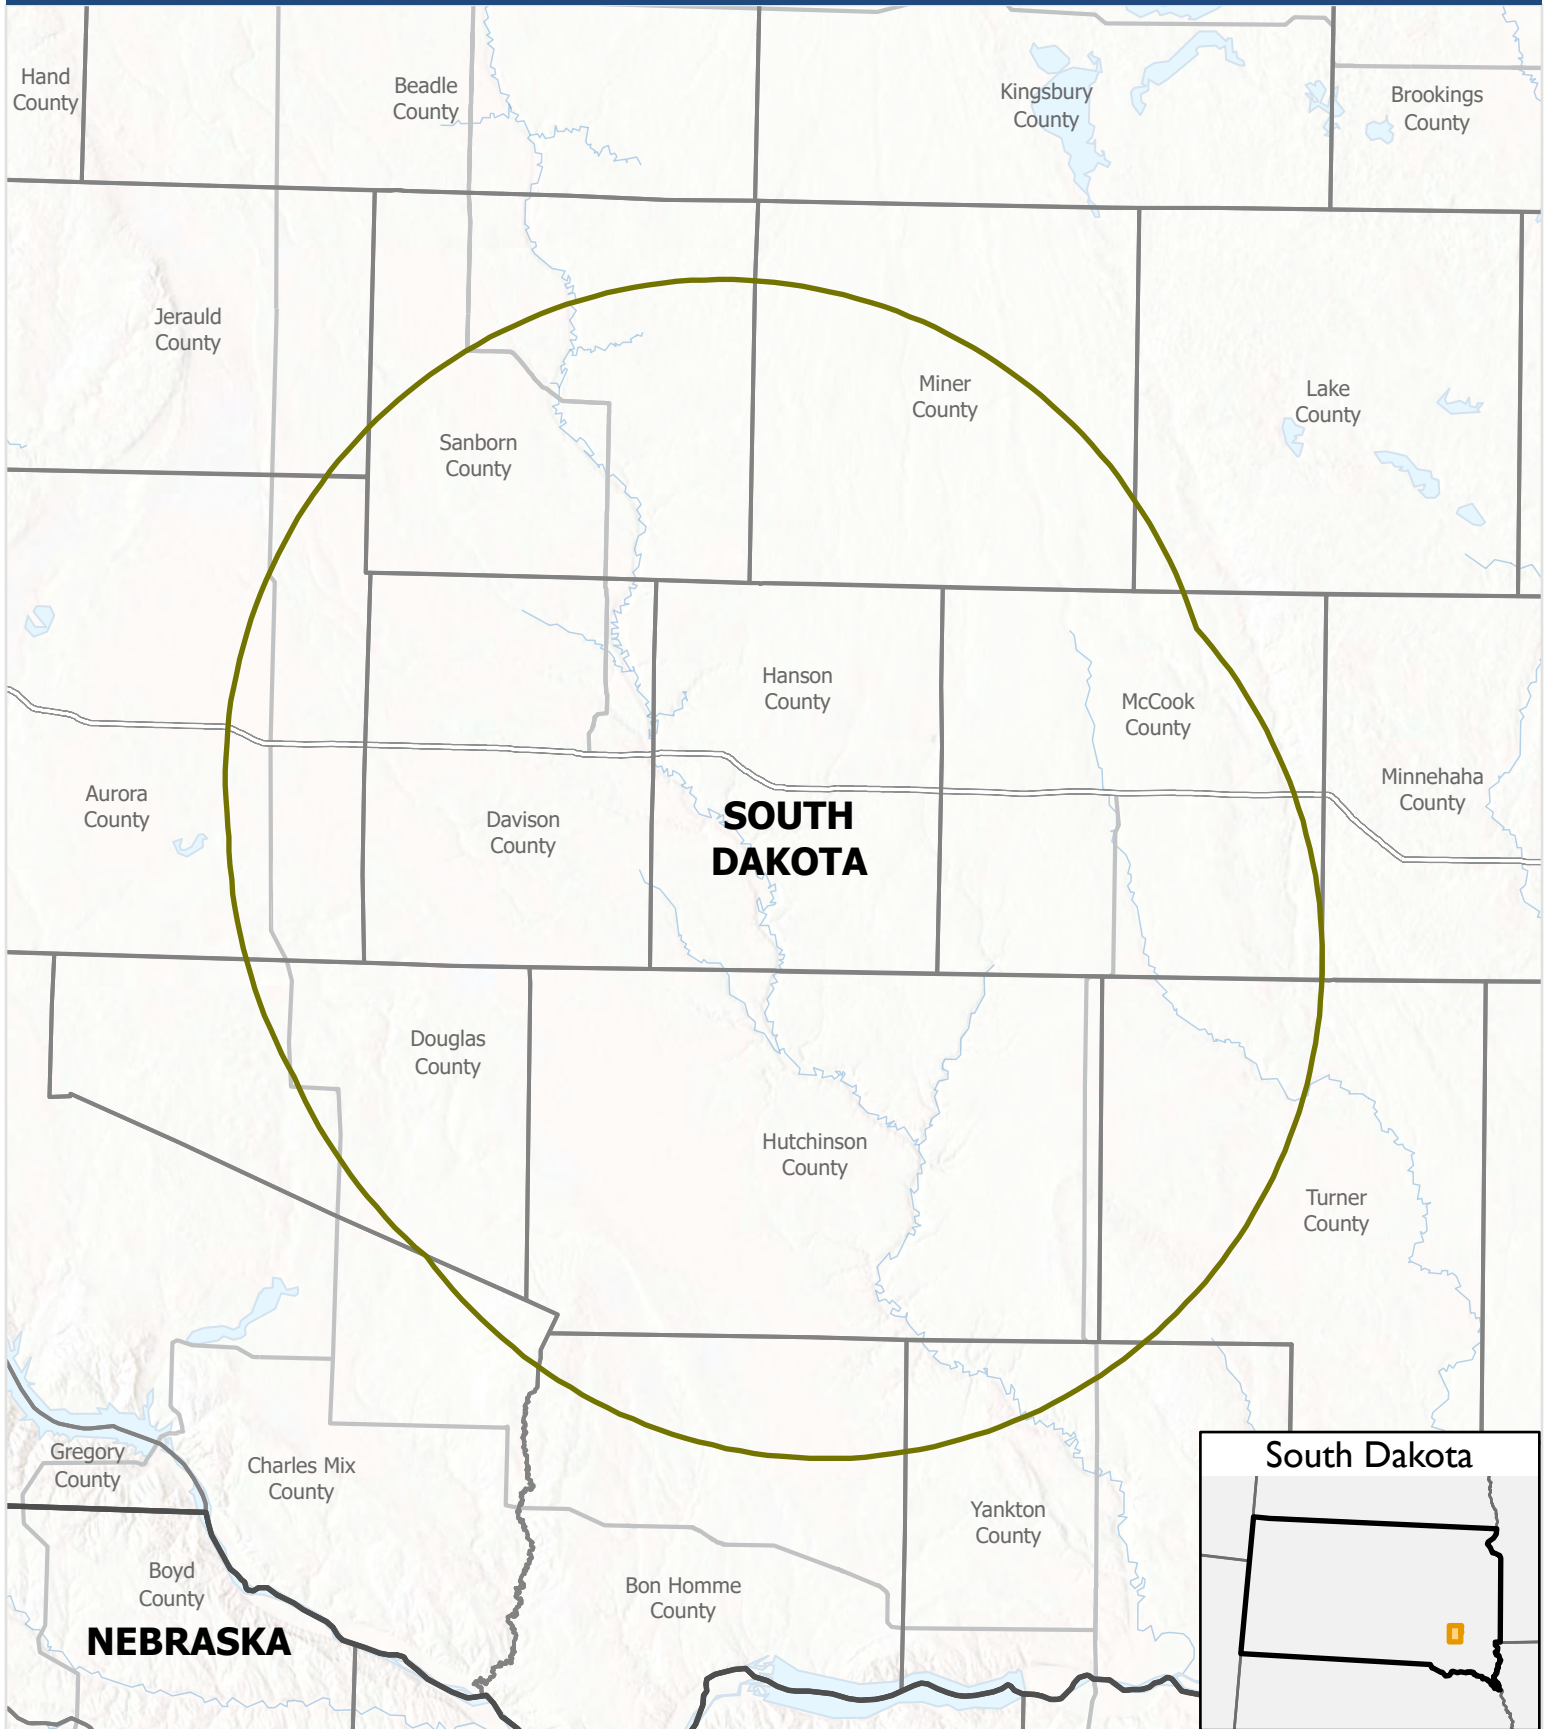 Hand
County
Beadle
County
Kingsbury
County
Brookings
County
Jerauld
County
Miner
County
Lake
County
Sanborn
County
Hanson
County
McCook
County
Minnehaha
County
Aurora
County
Davison
County
SOUTH
DAKOTA
Douglas
County
Hutchinson
County
Turner
County
Gregory
County
Charles Mix
County
South Dakota
Yankton
County
Boyd
County
Bon Homme
County
NEBRASKA